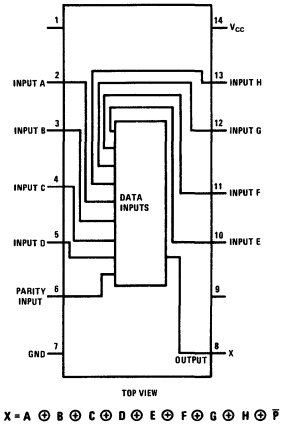 1
14
V_CC
2
INPUT A
13
INPUT H
3
INPUT B
12
INPUT G
4
INPUT C
DATA
INPUTS
11
INPUT F
5
INPUT D
10
INPUT E
PARITY
INPUT
6
9
7
GND
8
OUTPUT
X
TOP VIEW
X = A ⊕ B ⊕ C ⊕ D ⊕ E ⊕ F ⊕ G ⊕ H ⊕ P̅